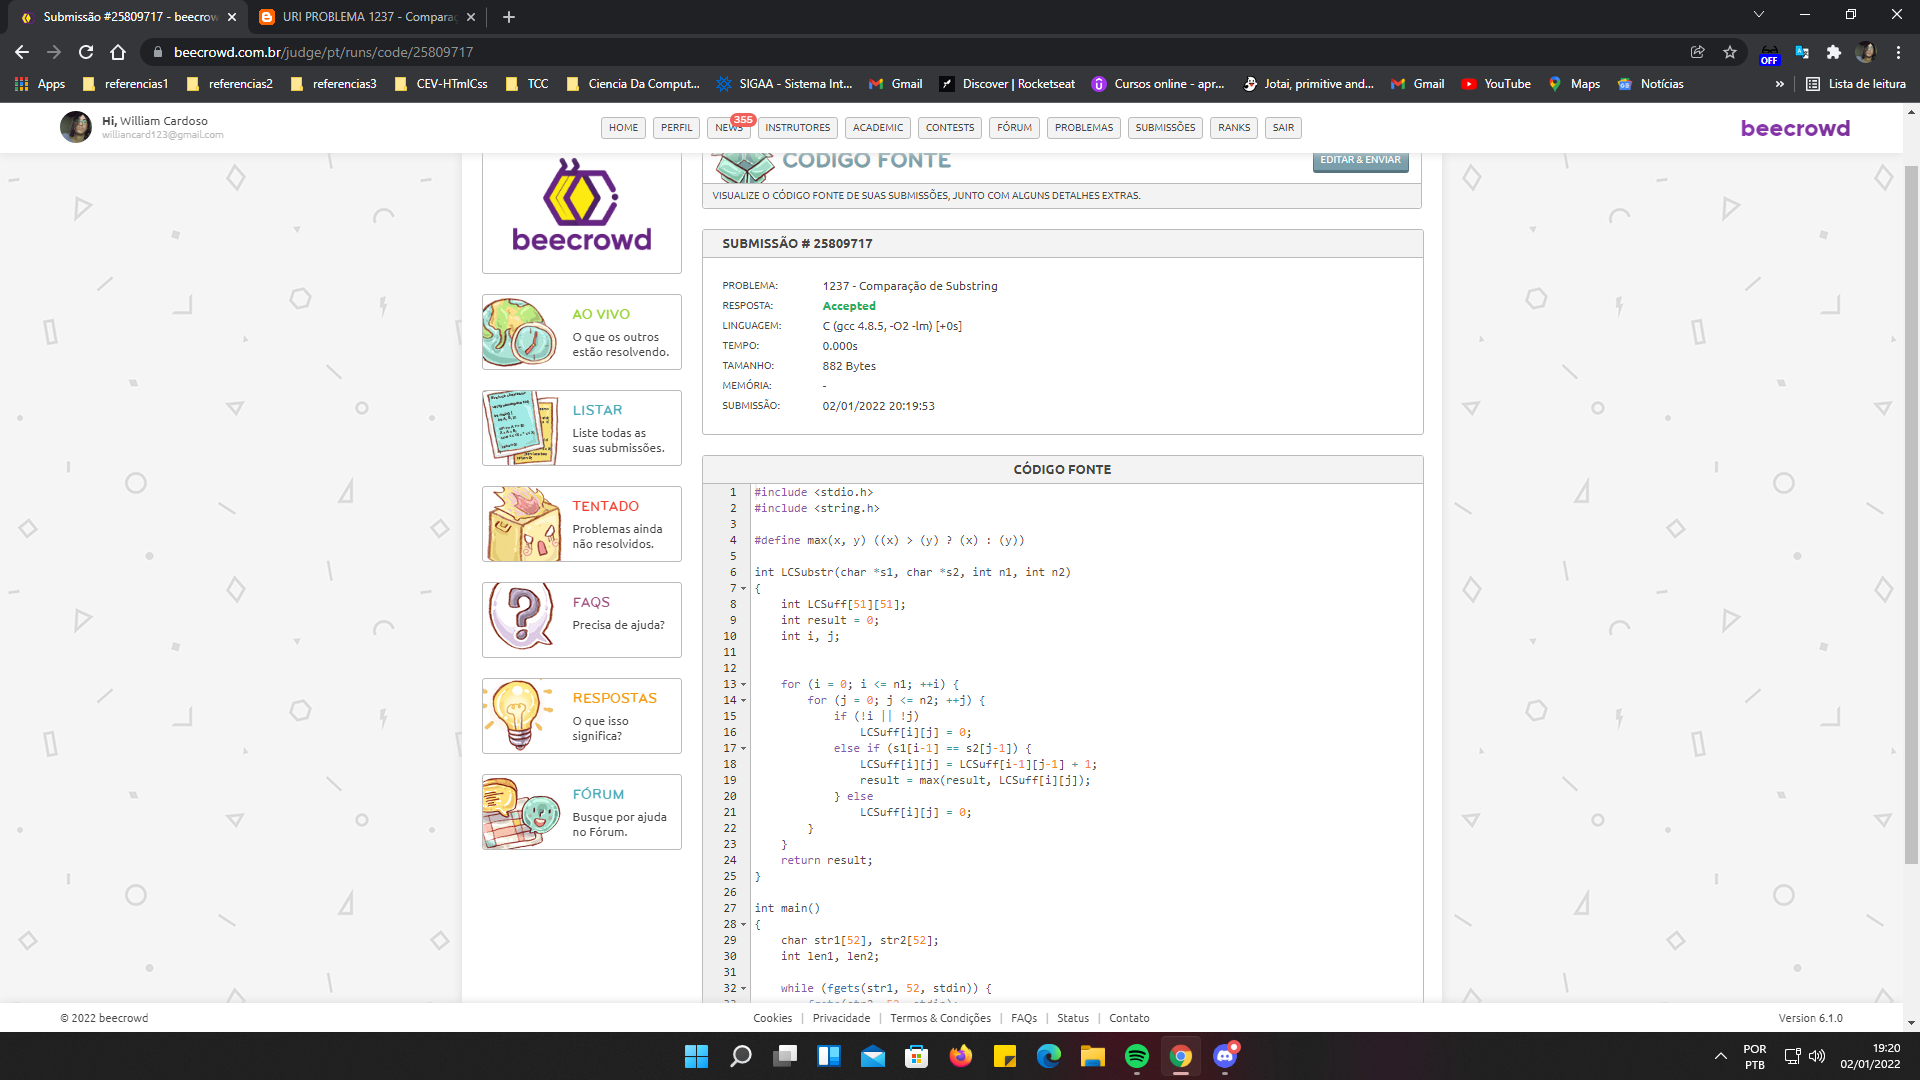 Submissão #25809717 - beecrow
URI PROBLEMA 1237 - Compara
beecrowd.com.br/judge/pt/runs/code/25809717
OFF
Apps
referencias1
referencias2
referencias3
CEV-HTmlCss
TCC
Ciencia Da Comput...
SIGAA - Sistema Int...
Gmail
Discover | Rocketseat
Cursos online - apr...
Jotai, primitive and...
Gmail
YouTube
Maps
Notícias
»
Lista de leitura
Hi, William Cardoso
williancard123@gmail.com
HOME
PERFIL
NEWS
355
INSTRUTORES
ACADEMIC
CONTESTS
FÓRUM
PROBLEMAS
SUBMISSÕES
RANKS
SAIR
beecrowd
beecrowd
AO VIVO
O que os outros
estão resolvendo.
LISTAR
Liste todas as
suas submissões.
TENTADO
Problemas ainda
não resolvidos.
FAQS
Precisa de ajuda?
RESPOSTAS
O que isso
significa?
FÓRUM
Busque por ajuda
no Fórum.
CÓDIGO FONTE
EDITAR & ENVIAR
VISUALIZE O CÓDIGO FONTE DE SUAS SUBMISSÕES, JUNTO COM ALGUNS DETALHES EXTRAS.
SUBMISSÃO # 25809717
PROBLEMA: 1237 - Comparação de Substring
RESPOSTA: Accepted
LINGUAGEM: C (gcc 4.8.5, -O2 -lm) [+0s]
TEMPO: 0.000s
TAMANHO: 882 Bytes
MEMÓRIA: -
SUBMISSÃO: 02/01/2022 20:19:53
CÓDIGO FONTE
1 #include <stdio.h>
2 #include <string.h>
3
4 #define max(x, y) ((x) > (y) ? (x) : (y))
5
6 int LCSubstr(char *s1, char *s2, int n1, int n2)
7 {
8     int LCSuff[51][51];
9     int result = 0;
10     int i, j;
11
12
13     for (i = 0; i <= n1; ++i) {
14         for (j = 0; j <= n2; ++j) {
15             if (!i || !j)
16                 LCSuff[i][j] = 0;
17             else if (s1[i-1] == s2[j-1]) {
18                 LCSuff[i][j] = LCSuff[i-1][j-1] + 1;
19                 result = max(result, LCSuff[i][j]);
20             } else
21                 LCSuff[i][j] = 0;
22         }
23     }
24     return result;
25 }
26
27 int main()
28 {
29     char str1[52], str2[52];
30     int len1, len2;
31
32     while (fgets(str1, 52, stdin)) {
33         fgets(str2, 52, stdin);
© 2022 beecrowd
Cookies | Privacidade | Termos & Condições | FAQs | Status | Contato
Version 6.1.0
POR
PTB
19:20
02/01/2022